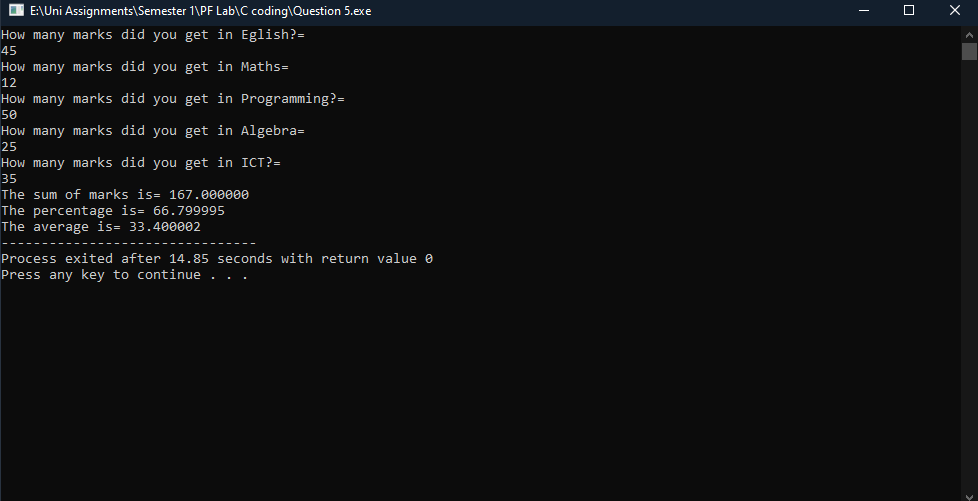 E:\Uni Assignments\Semester 1\PF Lab\C coding\Question 5.exe
How many marks did you get in Eglish?=
45
How many marks did you get in Maths=
12
How many marks did you get in Programming?=
50
How many marks did you get in Algebra=
25
How many marks did you get in ICT?=
35
The sum of marks is= 167.000000
The percentage is= 66.799995
The average is= 33.400002
--------------------------------
Process exited after 14.85 seconds with return value 0
Press any key to continue . . .